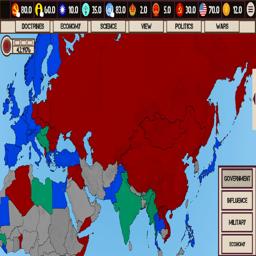 80.0 60.0 10.0 35.0 83.0 2.0 5.0 30.0 70.0 12.0
DOCTRINES ECONOMY SCIENCE VIEW POLITICS WARS
GOVERNMENT
INFLUENCE
MILITARY
ECONOMY